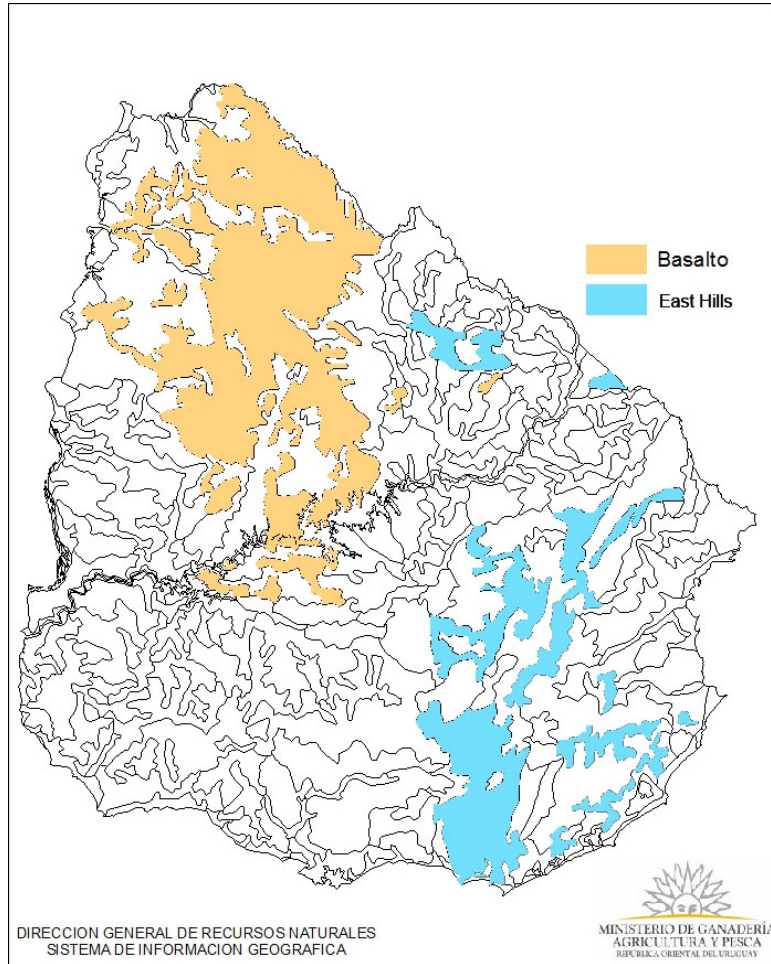 Basalto
East Hills
DIRECCION GENERAL DE RECURSOS NATURALES
SISTEMA DE INFORMACION GEOGRAFICA
MINISTERIO DE GANADERÍA
AGRICULTURA Y PESCA
REPÚBLICA ORIENTAL DEL URUGUAY